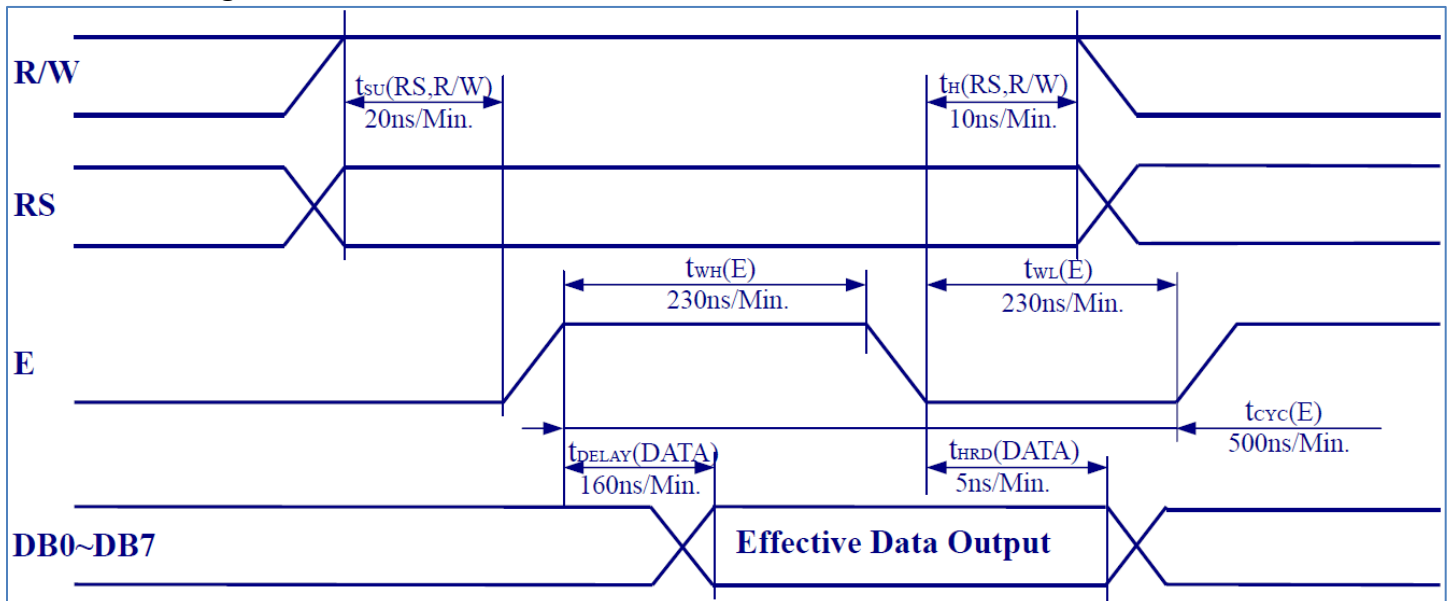 R/W
tSU(RS,R/W)
20ns/Min.
tH(RS,R/W)
10ns/Min.
RS
tWH(E)
230ns/Min.
tWL(E)
230ns/Min.
E
tCYC(E)
500ns/Min.
tDELAY(DATA)
160ns/Min.
tHRD(DATA)
5ns/Min.
DB0~DB7
Effective Data Output